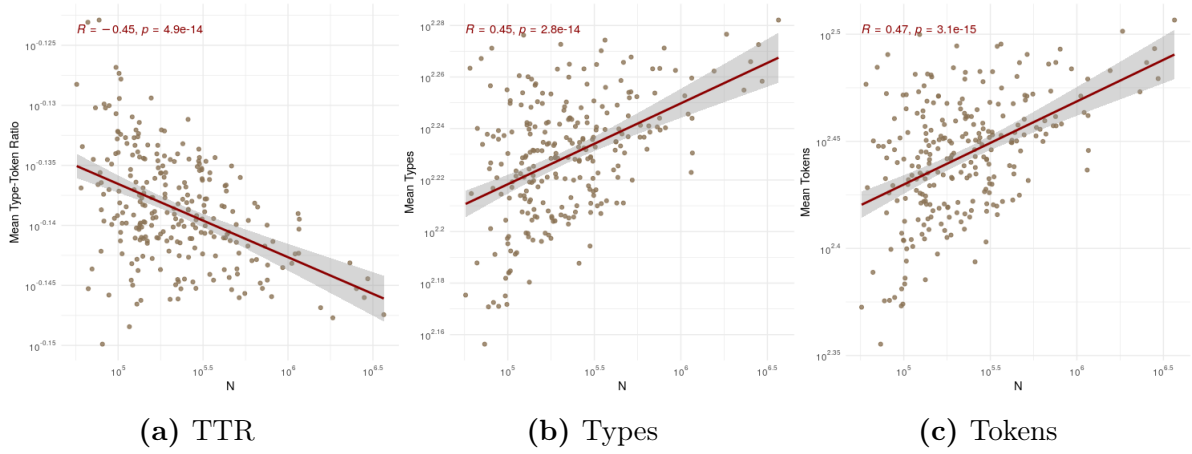 R = −0.45, p = 4.9e-14
10^-0.125
10^-0.13
10^-0.135
10^-0.14
10^-0.145
10^-0.15
Mean Type-Token Ratio
10^5
10^5.5
10^6
10^6.5
N
(a) TTR
R = 0.45, p = 2.8e-14
10^2.28
10^2.26
10^2.24
10^2.22
10^2.2
10^2.18
10^2.16
Mean Types
10^5
10^5.5
10^6
10^6.5
N
(b) Types
R = 0.47, p = 3.1e-15
10^2.5
10^2.45
10^2.4
10^2.35
Mean Tokens
10^5
10^5.5
10^6
10^6.5
N
(c) Tokens